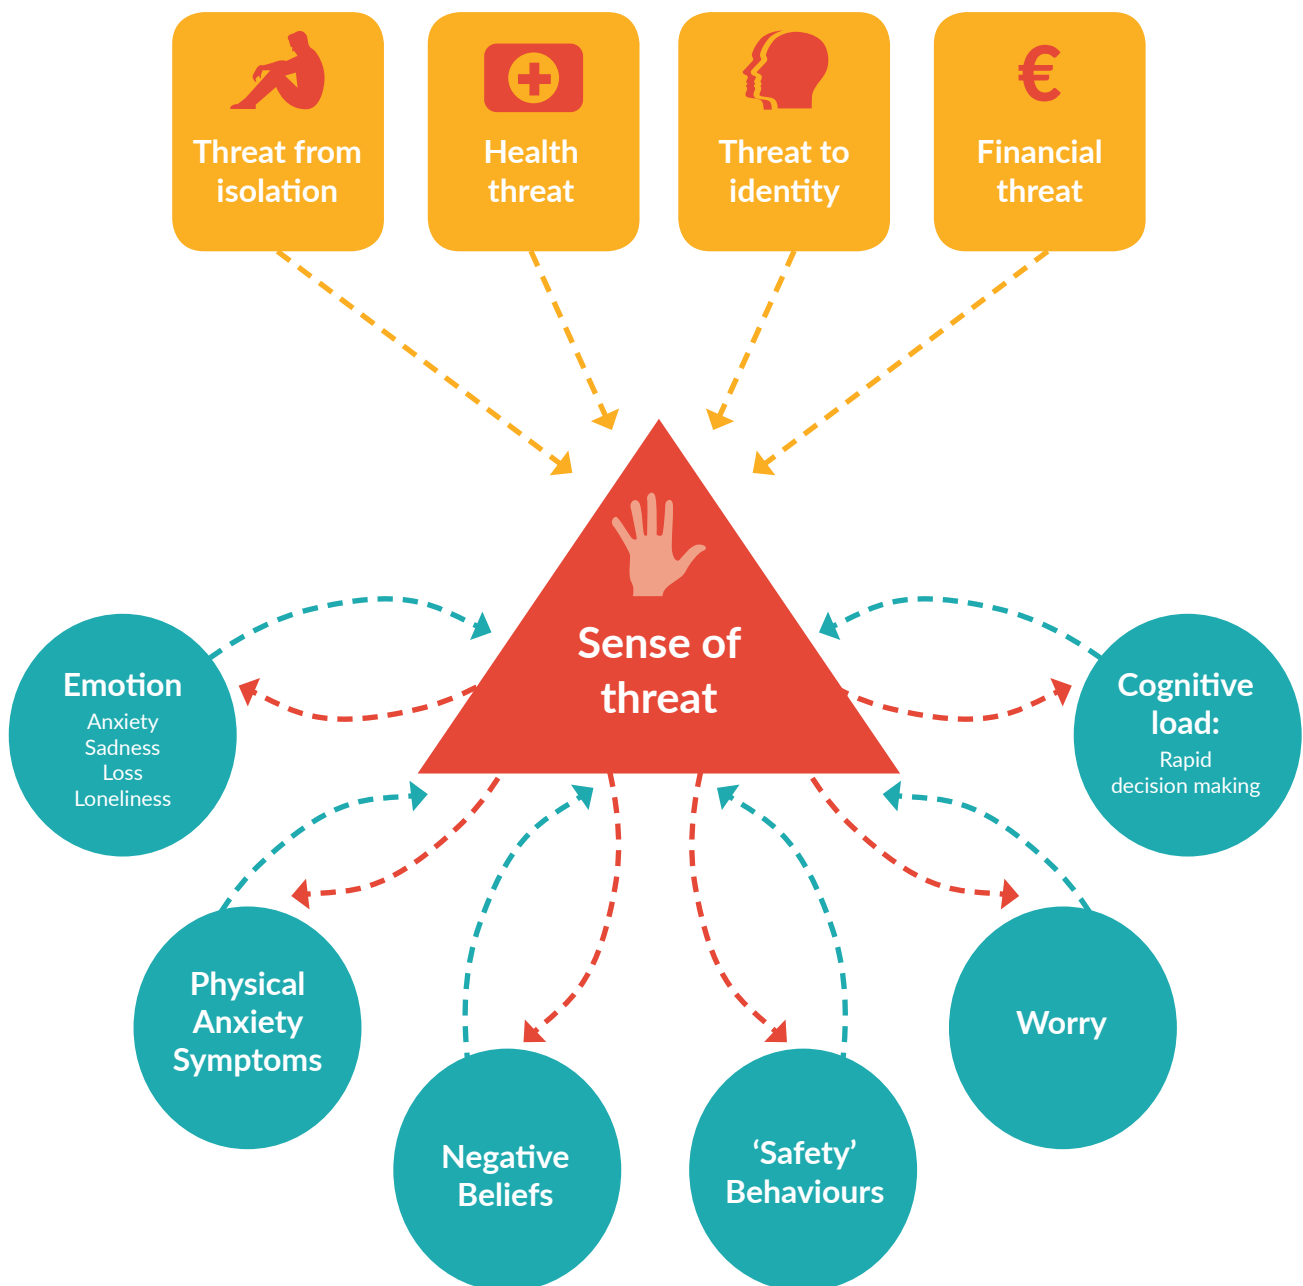 Threat from
isolation
Health
threat
Threat to
identity
€
Financial
threat
Sense of
threat
Emotion
Anxiety
Sadness
Loss
Loneliness
Cognitive
load:
Rapid
decision making
Physical
Anxiety
Symptoms
Worry
Negative
Beliefs
‘Safety’
Behaviours